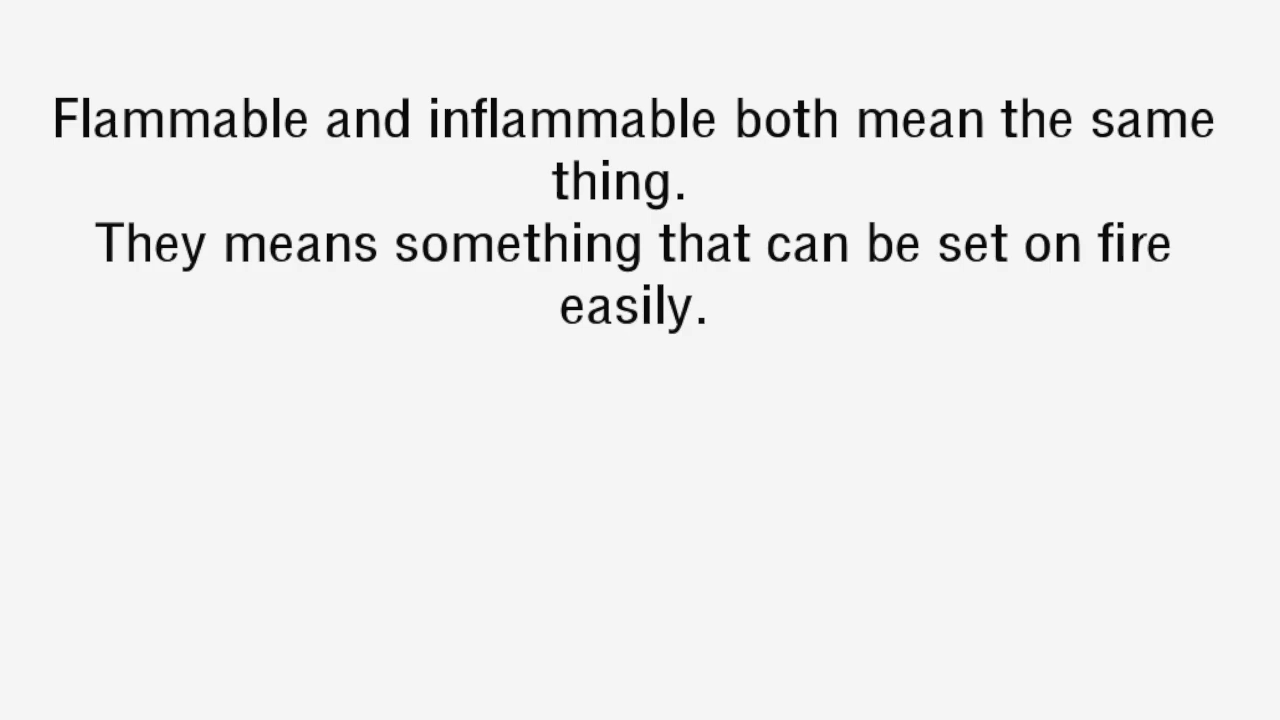 Flammable and inflammable both mean the same
thing.
They means something that can be set on fire
easily.